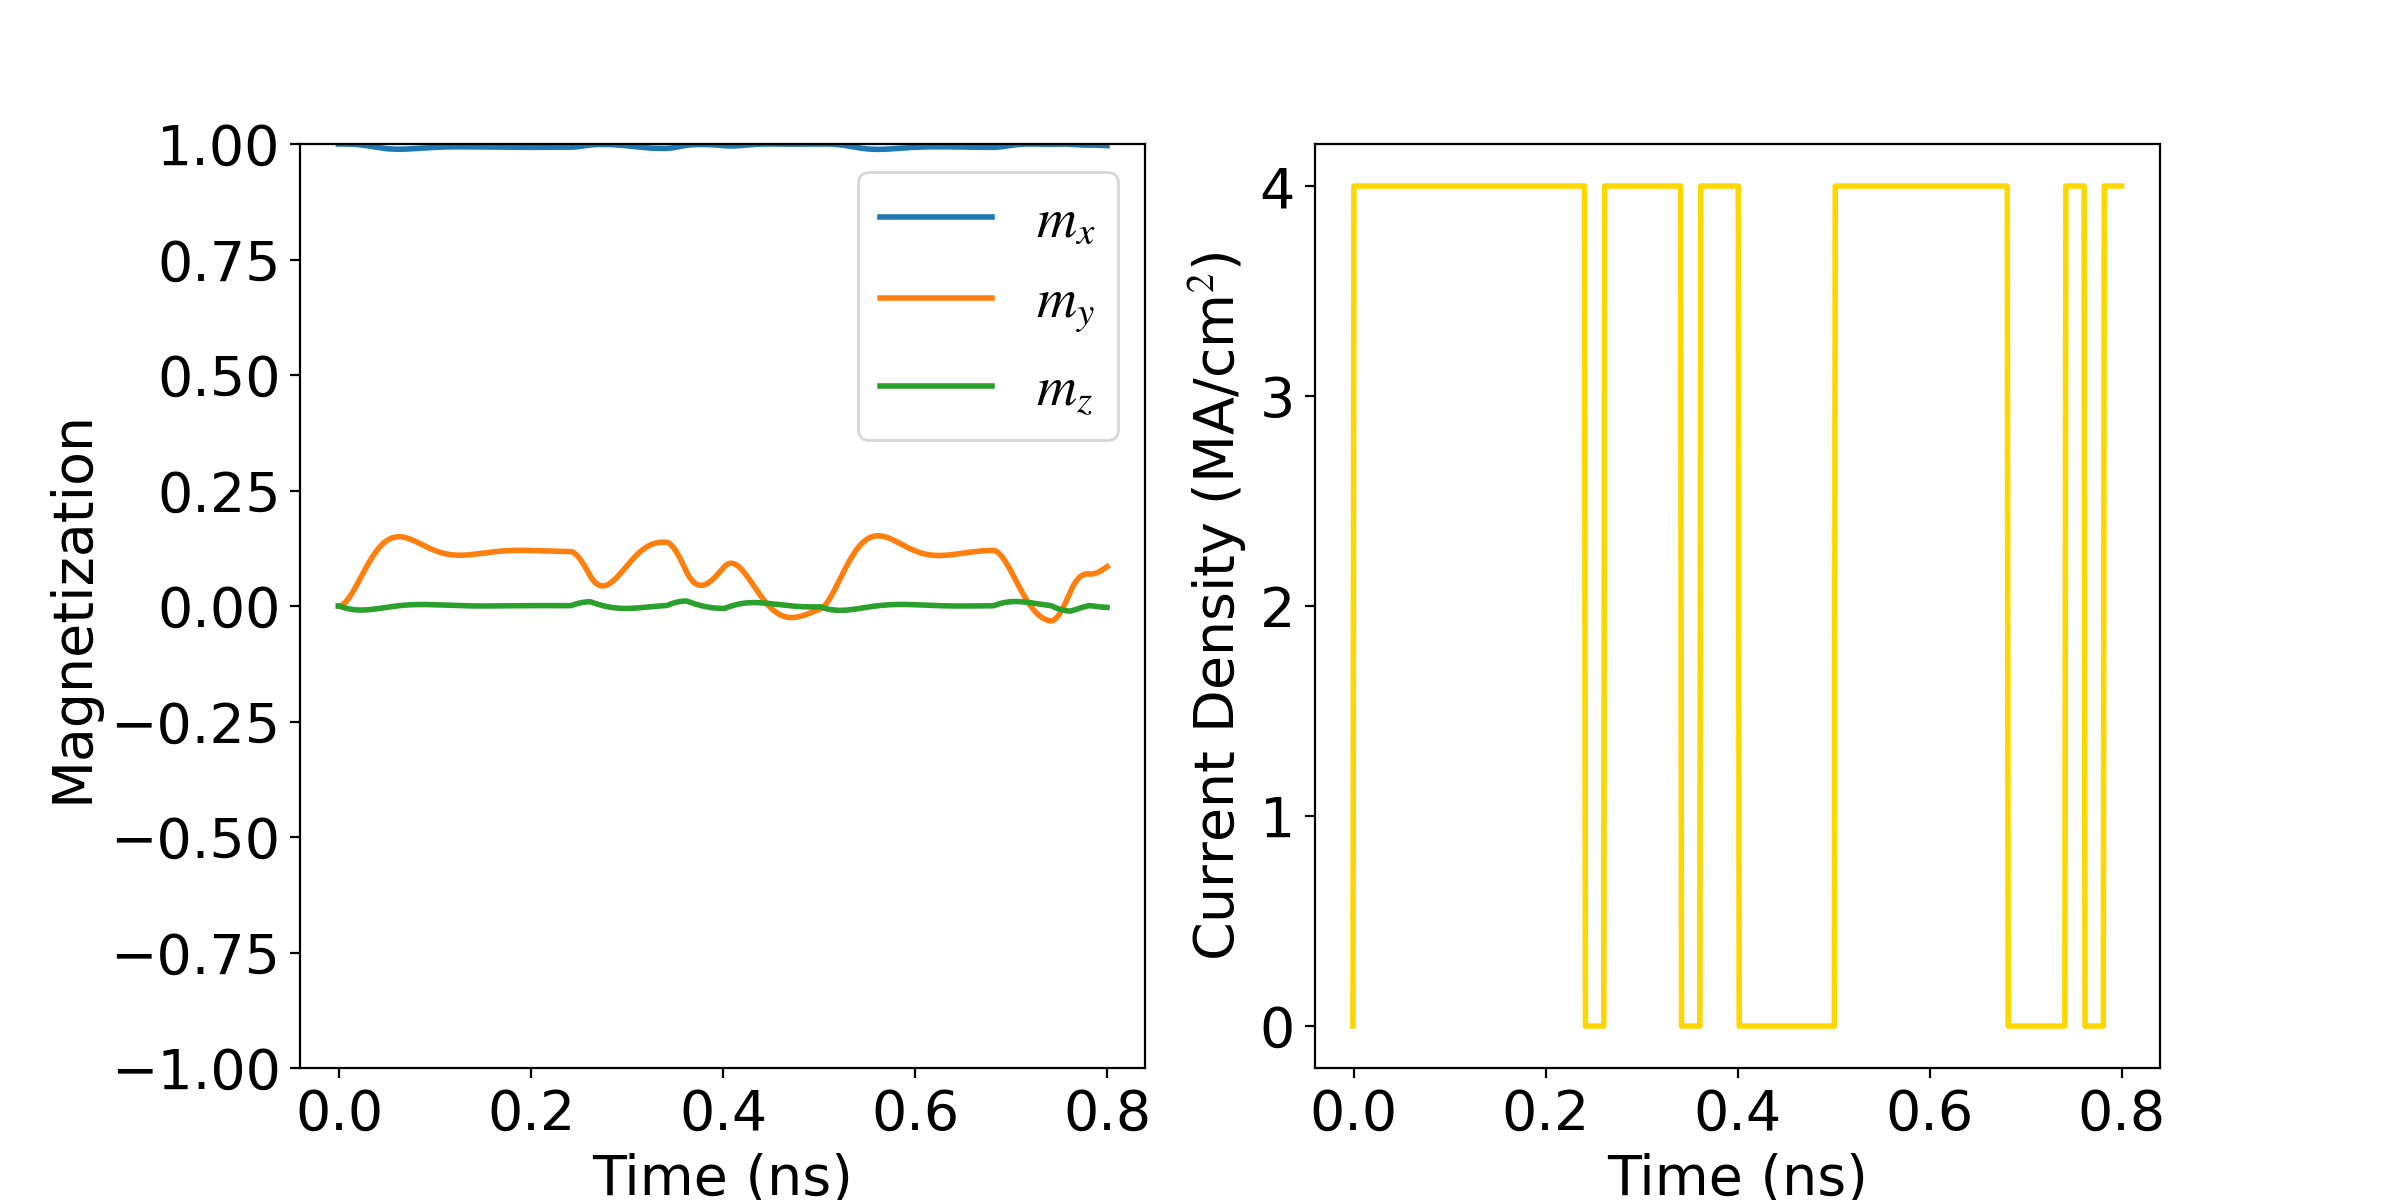 1.00
0.75
0.50
0.25
0.00
−0.25
−0.50
−0.75
−1.00
Magnetization
0.0 0.2 0.4 0.6 0.8
Time (ns)
m_x
m_y
m_z
4
3
2
1
0
Current Density (MA/cm²)
0.0 0.2 0.4 0.6 0.8
Time (ns)